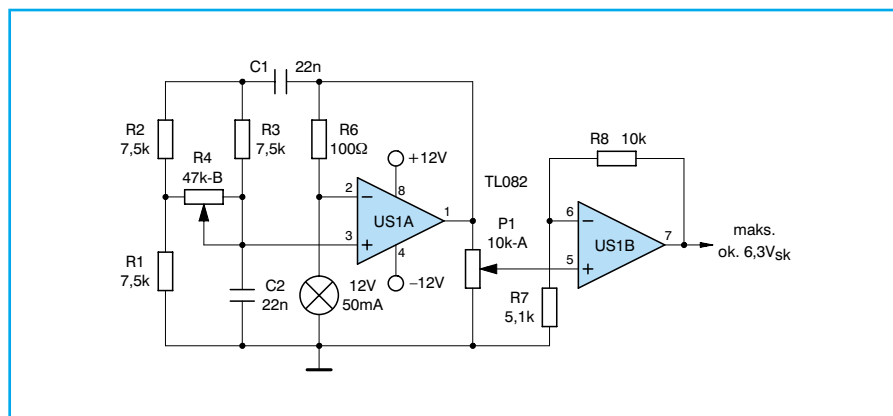 C1 22n
R2
7,5k
R3
7,5k
R6
100Ω
R4
47k-B
+12V
TL082
R8 10k
2
8
US1A
1
3
4
P1
10k-A
6
7
US1B
5
maks.
ok. 6,3Vsk
R1
7,5k
C2
22n
12V
50mA
–12V
R7
5,1k